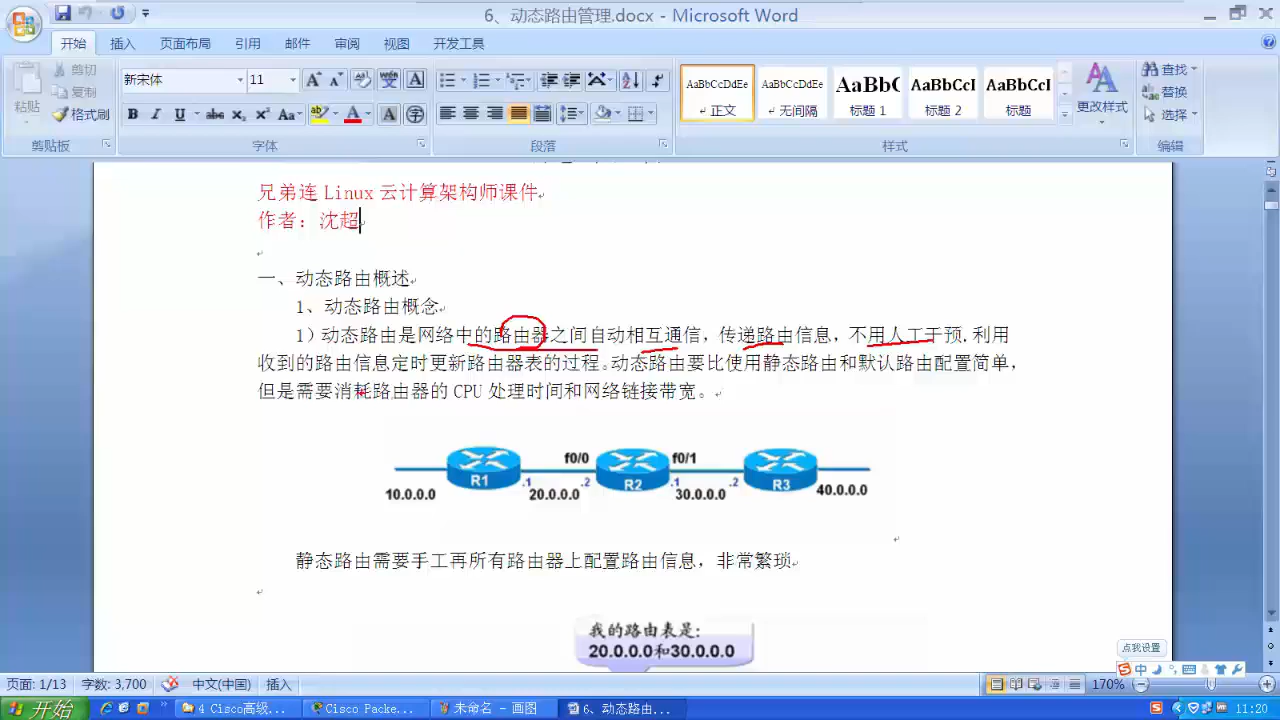 6、动态路由管理.docx - Microsoft Word
开始 插入 页面布局 引用 邮件 审阅 视图 开发工具
粘贴 剪切 复制 格式刷
新宋体 11
AaBbCcDdEe AaBbCcDdEe AaBbC AaBbCcI AaBbCcI
正文 无间隔 标题 1 标题 2 标题
更改样式
查找 替换 选择
剪贴板 字体 段落 样式 编辑
兄弟连 Linux 云计算架构师课件
作者：沈超
一、动态路由概述
1、动态路由概念
1）动态路由是网络中的路由器之间自动相互通信，传递路由信息，不用人工干预,利用
收到的路由信息定时更新路由器表的过程。动态路由要比使用静态路由和默认路由配置简单，
但是需要消耗路由器的 CPU 处理时间和网络链接带宽。
f0/0 f0/1
R1 R2 R3
.1 .2 .1 .2
10.0.0.0 20.0.0.0 30.0.0.0 40.0.0.0
静态路由需要手工再所有路由器上配置路由信息，非常繁琐
我的路由表是:
20.0.0.0和30.0.0.0
点我设置
中
页面: 1/13 字数: 3,700 中文(中国) 插入 170%
开始 4 Cisco高级... Cisco Packe... 未命名 - 画图 6、动态路由... 11:20